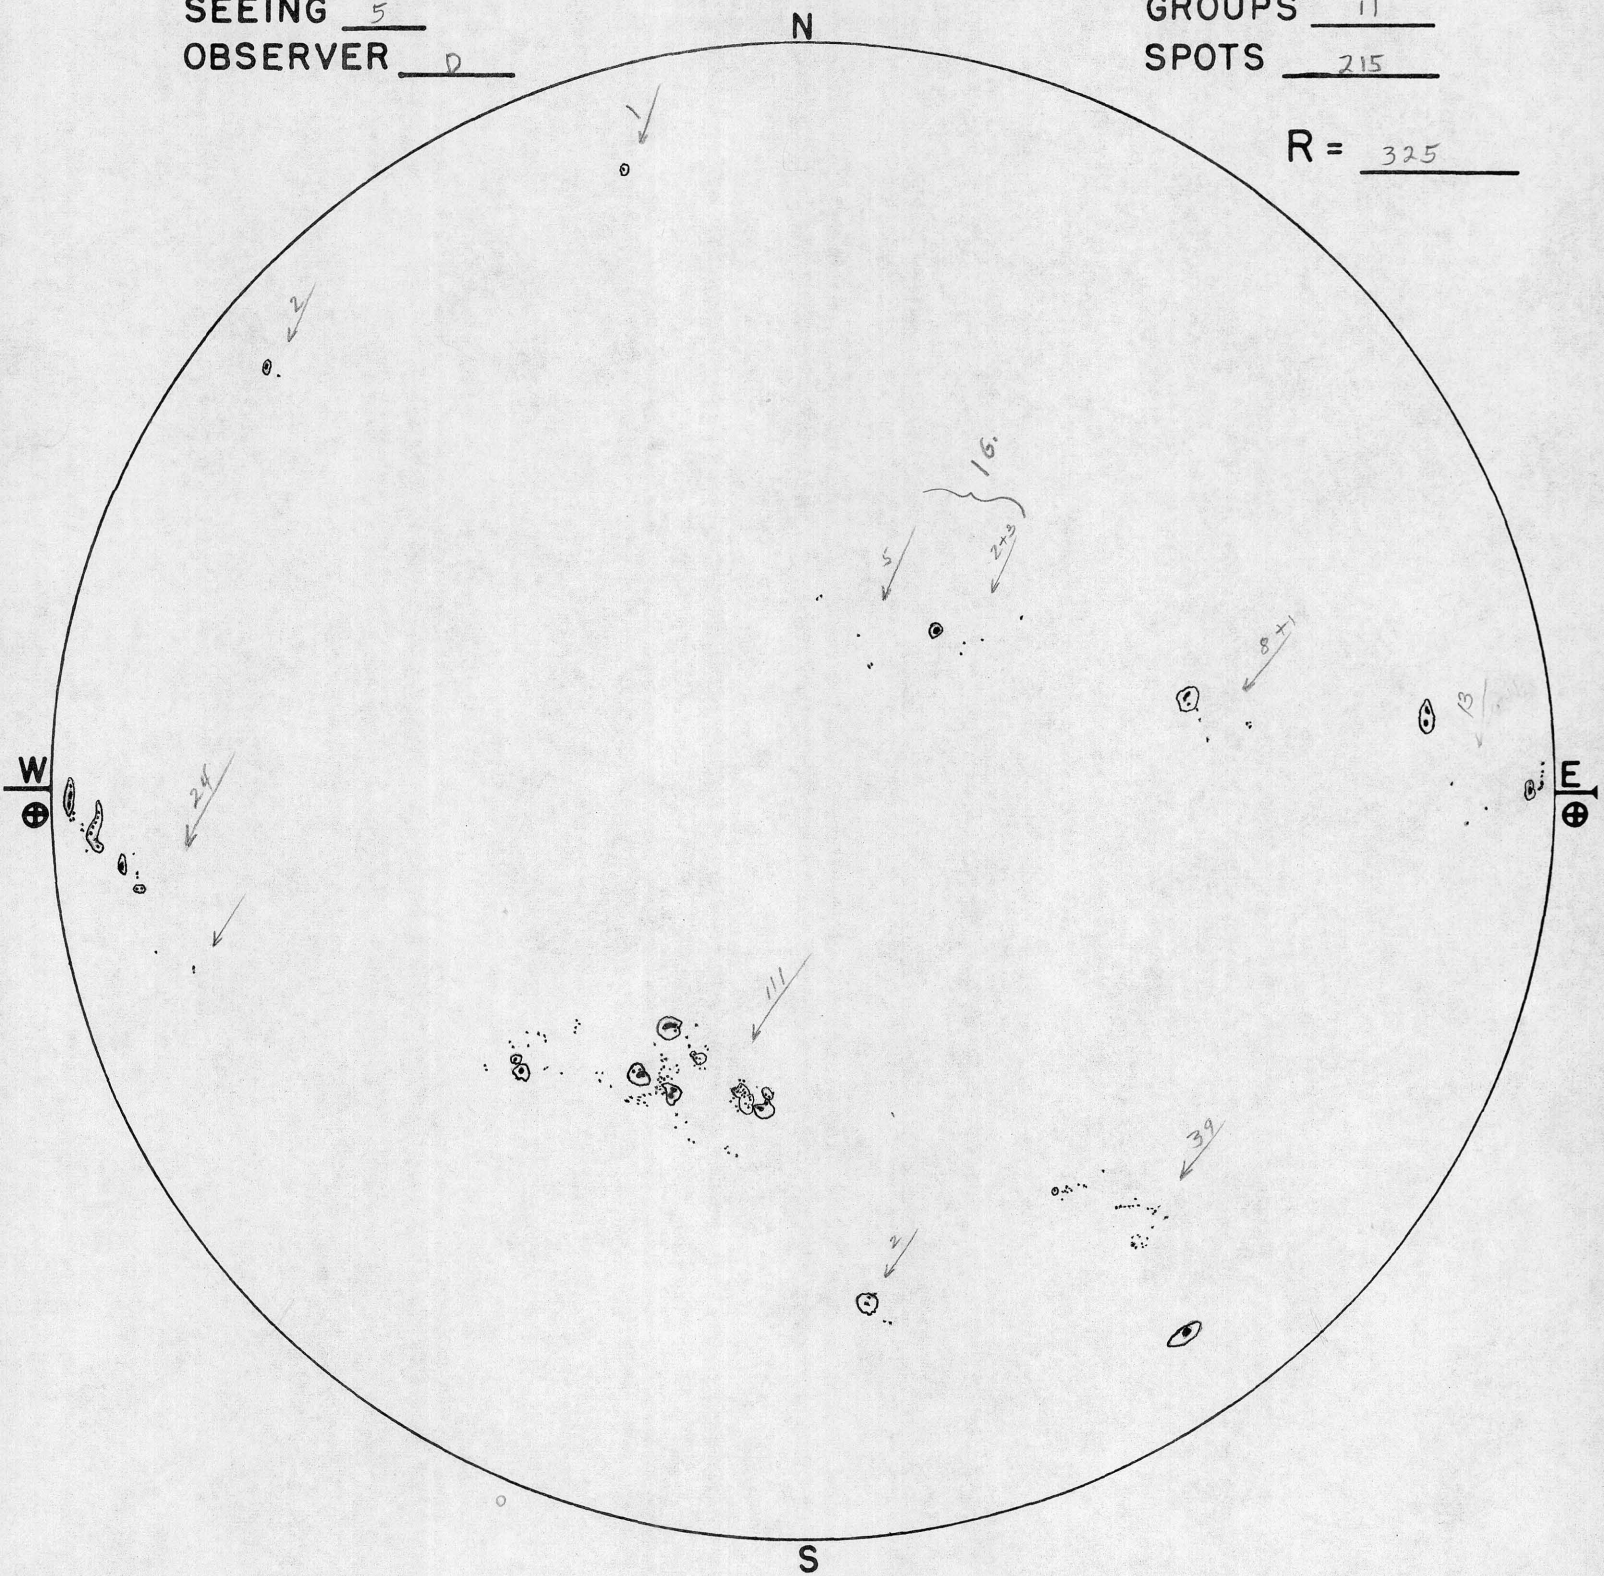 SEEING 5
GROUPS 11
OBSERVER D
SPOTS 215
N
R = 325
1
2
16.
5
2+3
8+1
13
W
E
24
111
39
2
S